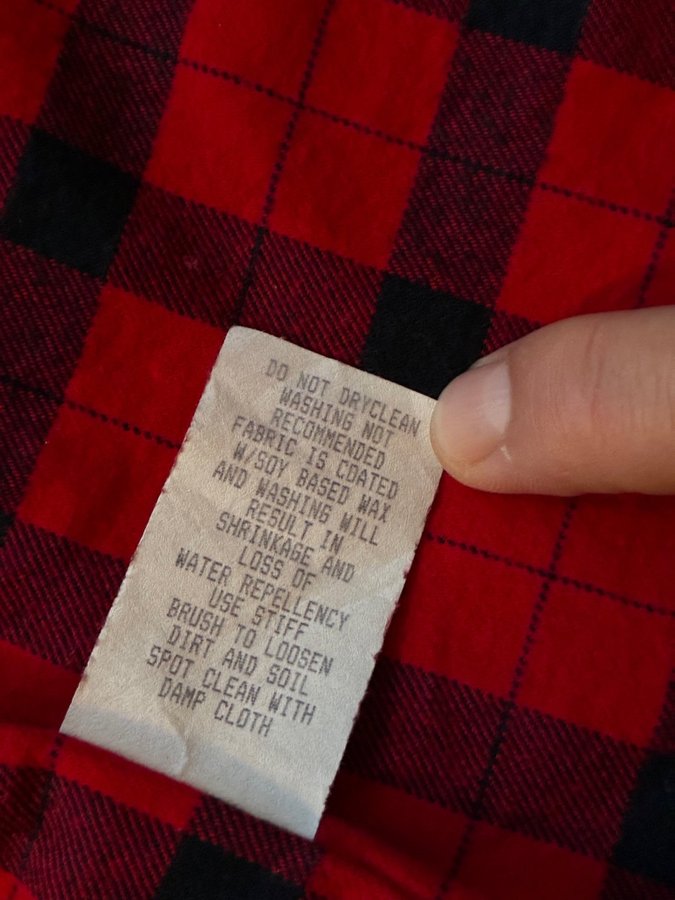 DO NOT DRYCLEAN
WASHING NOT
RECOMMENDED
FABRIC IS COATED
W/SOY BASED WAX
AND WASHING WILL
RESULT IN
SHRINKAGE AND
LOSS OF
WATER REPELLENCY
USE STIFF
BRUSH TO LOOSEN
DIRT AND SOIL
SPOT CLEAN WITH
DAMP CLOTH